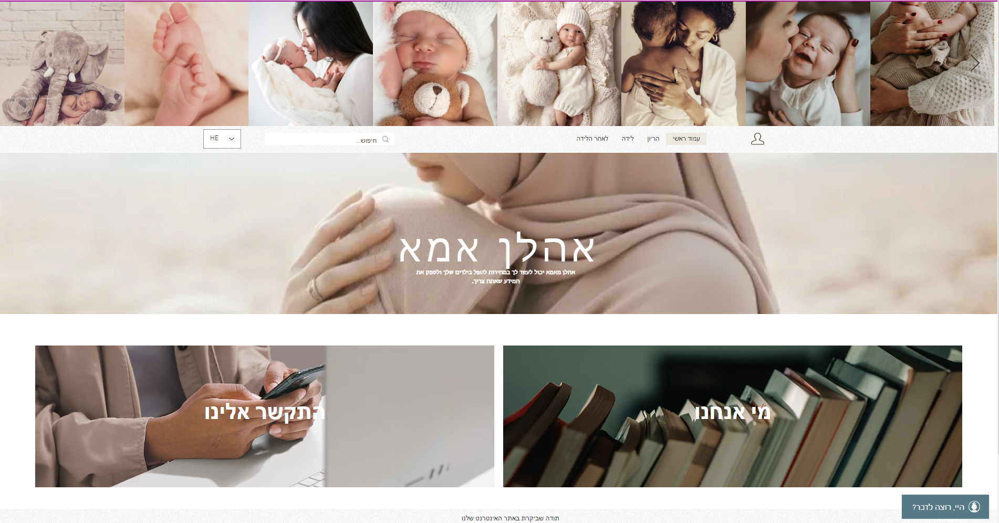 עמוד ראשי
הריון
לידה
לאחר הלידה
חיפוש...
HE
אהלן אמא
אהלן מאמא יכול לעזור לך במהירות לטפל בילדים שלך ולספק את
המידע שאתה צריך.
מי אנחנו
התקשר אלינו
היי, רוצה לדבר?
תודה שביקרת באתר האינטרנט שלנו